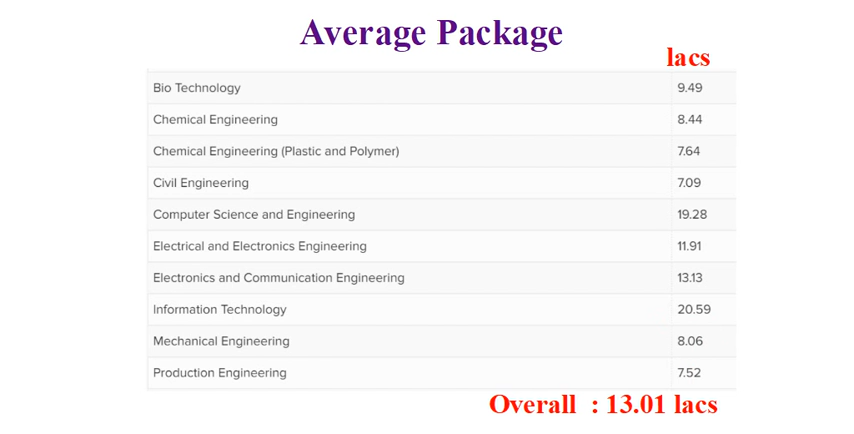 Average Package
lacs
Bio Technology 9.49
Chemical Engineering 8.44
Chemical Engineering (Plastic and Polymer) 7.64
Civil Engineering 7.09
Computer Science and Engineering 19.28
Electrical and Electronics Engineering 11.91
Electronics and Communication Engineering 13.13
Information Technology 20.59
Mechanical Engineering 8.06
Production Engineering 7.52
Overall : 13.01 lacs